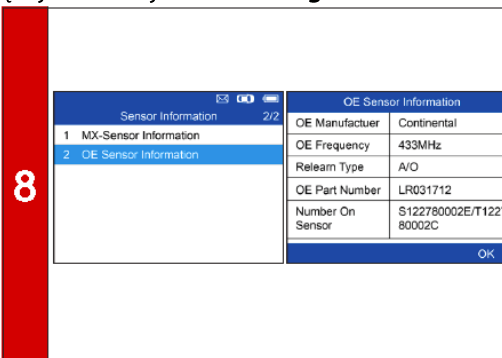 8
Sensor Information 2/2
1 MX-Sensor Information
2 OE Sensor Information
OE Sensor Information
OE Manufactuer Continental
OE Frequency 433MHz
Relearn Type A/O
OE Part Number LR031712
Number On S122780002E/T122
Sensor 80002C
OK